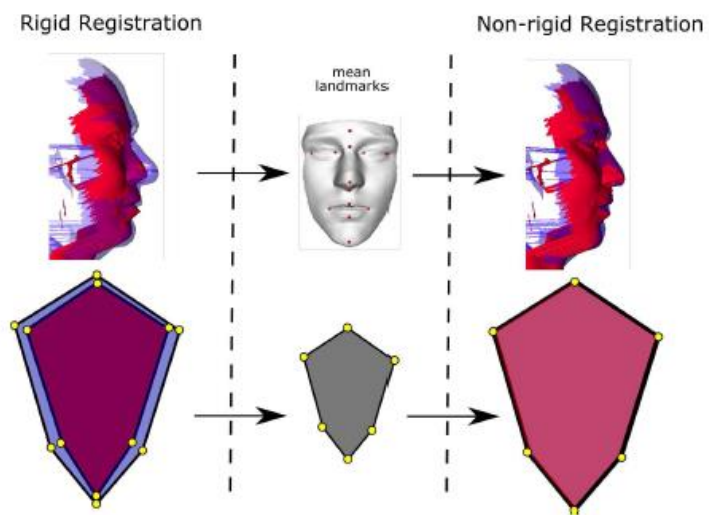 Rigid Registration
mean
landmarks
Non-rigid Registration